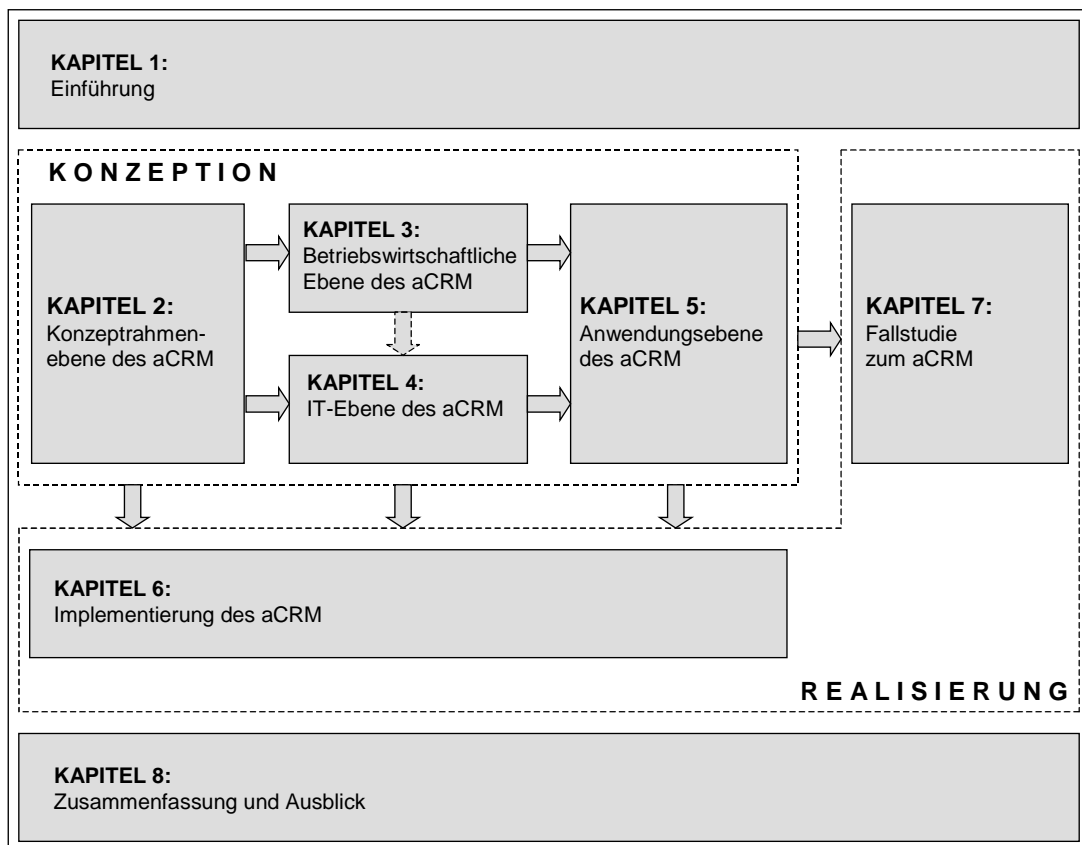 KAPITEL 1:
Einführung
K O N Z E P T I O N
KAPITEL 2:
Konzeptrahmen-
ebene des aCRM
KAPITEL 3:
Betriebswirtschaftliche
Ebene des aCRM
KAPITEL 4:
IT-Ebene des aCRM
KAPITEL 5:
Anwendungsebene
des aCRM
KAPITEL 7:
Fallstudie
zum aCRM
KAPITEL 6:
Implementierung des aCRM
R E A L I S I E R U N G
KAPITEL 8:
Zusammenfassung und Ausblick